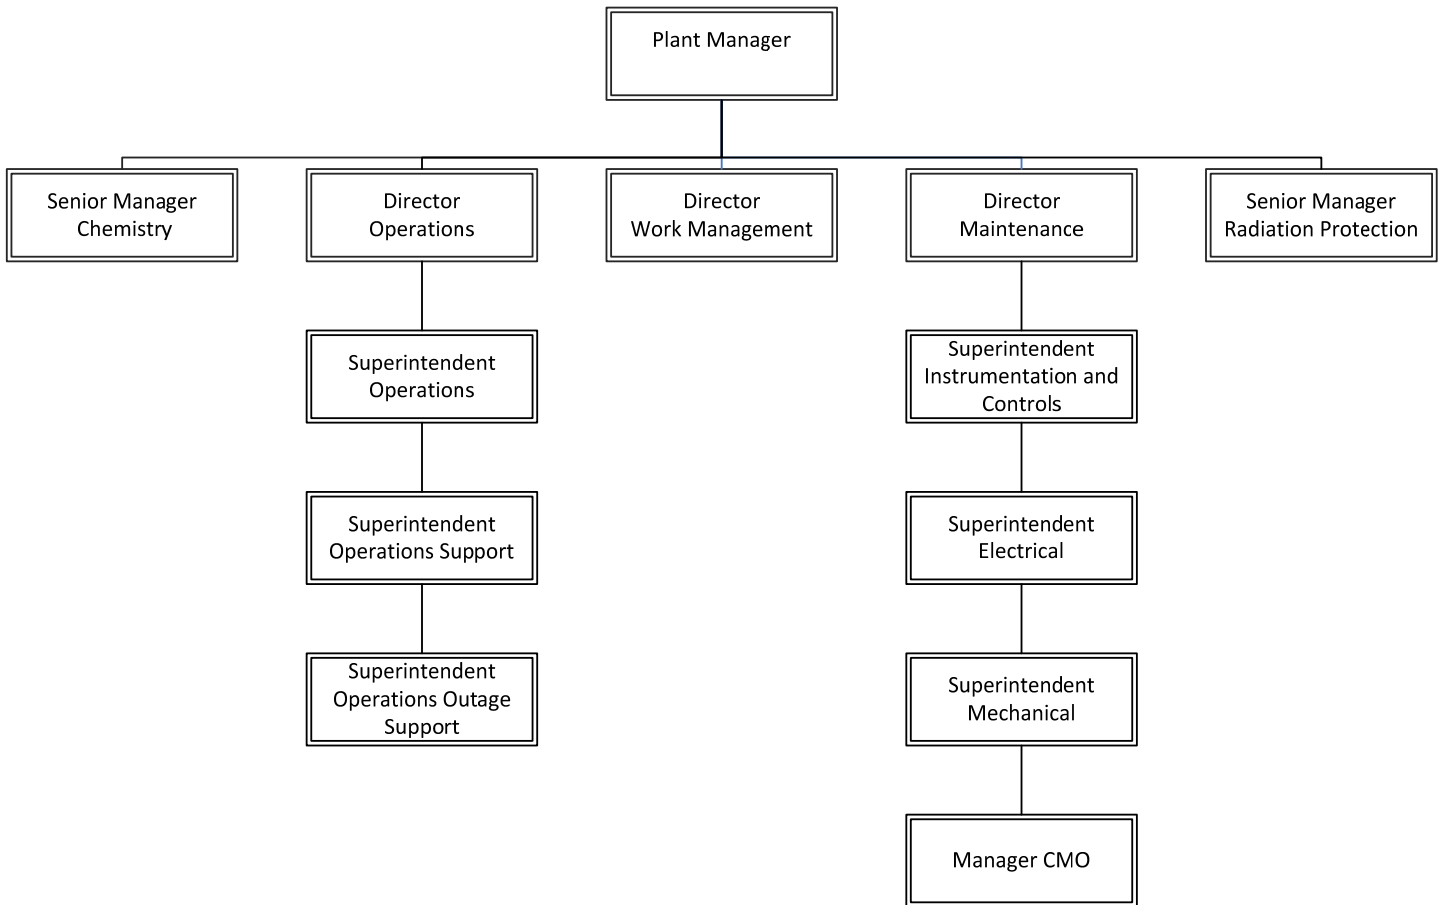 Plant Manager
Senior Manager
Chemistry
Director
Operations
Director
Work Management
Director
Maintenance
Senior Manager
Radiation Protection
Superintendent
Operations
Superintendent
Instrumentation and
Controls
Superintendent
Operations Support
Superintendent
Electrical
Superintendent
Operations Outage
Support
Superintendent
Mechanical
Manager CMO